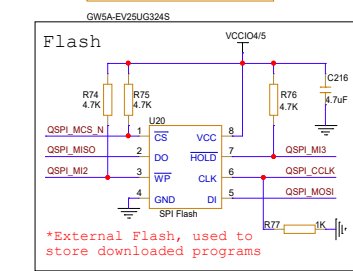 GW5A-EV25UG324S
Flash
VCCIO4/5
R74
4.7K
R75
4.7K
R76
4.7K
C216
4.7uF
U20
QSPI_MCS_N
1
CS
VCC
8
QSPI_MISO
2
DO
HOLD
7
QSPI_MI3
QSPI_MI2
3
WP
CLK
6
QSPI_CCLK
4
GND
DI
5
QSPI_MOSI
SPI Flash
R77
1K
*External Flash, used to
store downloaded programs